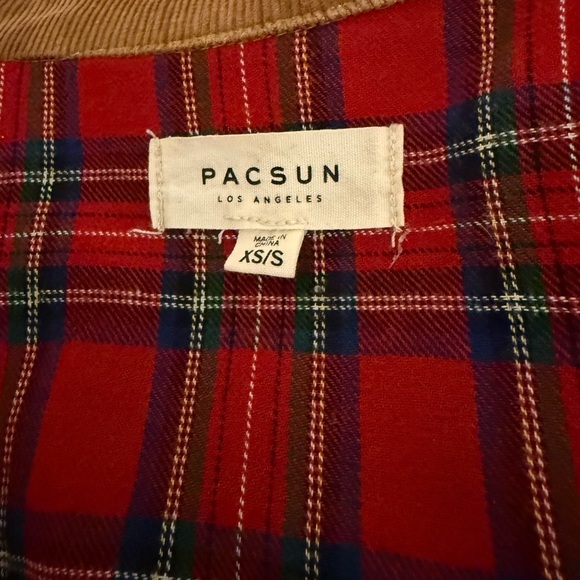 PACSUN
LOS ANGELES
MADE IN
CHINA
XS/S